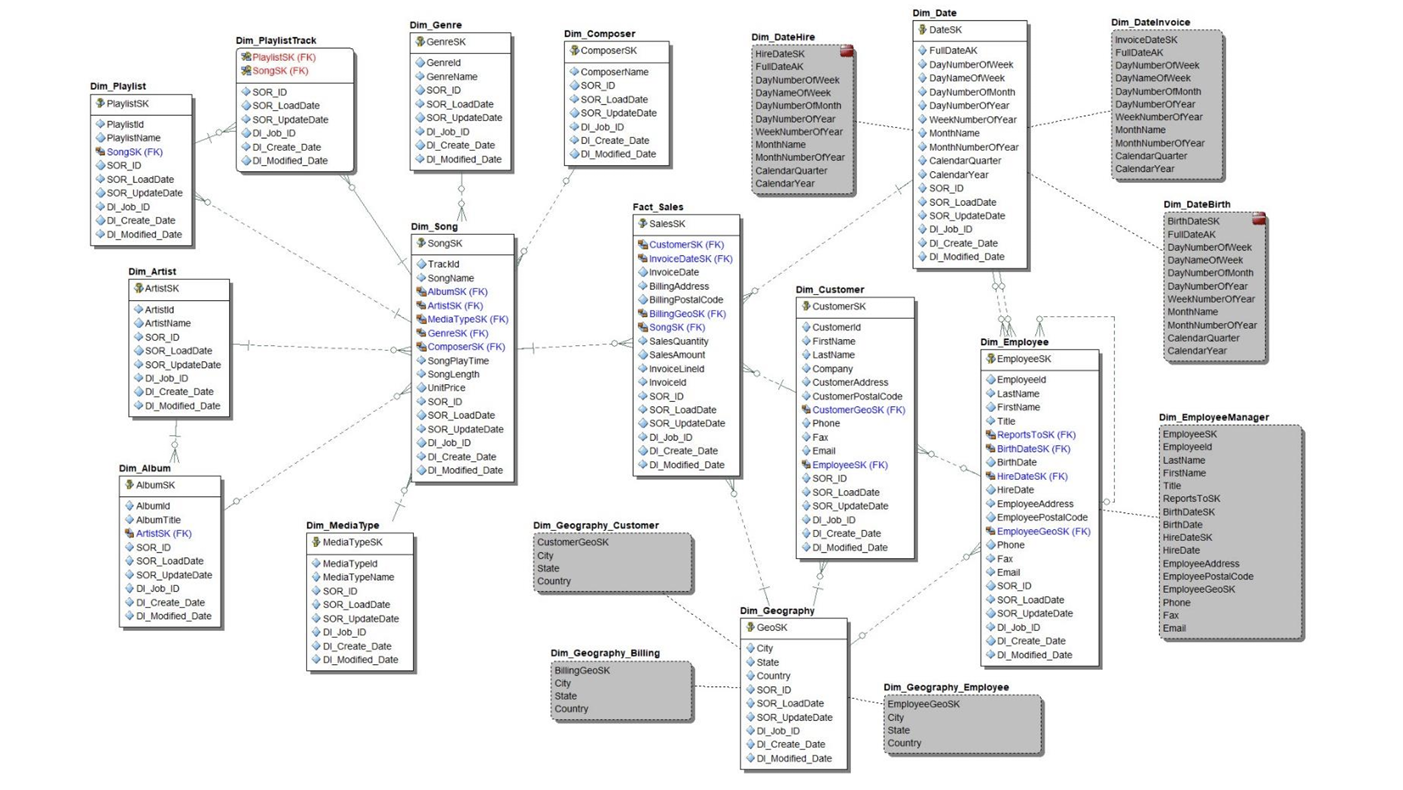 Dim_Playlist
PlaylistSK
PlaylistId
PlaylistName
SongSK (FK)
SOR_ID
SOR_LoadDate
SOR_UpdateDate
DI_Job_ID
DI_Create_Date
DI_Modified_Date
Dim_PlaylistTrack
PlaylistSK (FK)
SongSK (FK)
SOR_ID
SOR_LoadDate
SOR_UpdateDate
DI_Job_ID
DI_Create_Date
DI_Modified_Date
Dim_Genre
GenreSK
GenreId
GenreName
SOR_ID
SOR_LoadDate
SOR_UpdateDate
DI_Job_ID
DI_Create_Date
DI_Modified_Date
Dim_Composer
ComposerSK
ComposerName
SOR_ID
SOR_LoadDate
SOR_UpdateDate
DI_Job_ID
DI_Create_Date
DI_Modified_Date
Dim_DateHire
HireDateSK
FullDateAK
DayNumberOfWeek
DayNameOfWeek
DayNumberOfMonth
DayNumberOfYear
WeekNumberOfYear
MonthName
MonthNumberOfYear
CalendarQuarter
CalendarYear
Dim_Date
DateSK
FullDateAK
DayNumberOfWeek
DayNameOfWeek
DayNumberOfMonth
DayNumberOfYear
WeekNumberOfYear
MonthName
MonthNumberOfYear
CalendarQuarter
CalendarYear
SOR_ID
SOR_LoadDate
SOR_UpdateDate
DI_Job_ID
DI_Create_Date
DI_Modified_Date
Dim_DateInvoice
InvoiceDateSK
FullDateAK
DayNumberOfWeek
DayNameOfWeek
DayNumberOfMonth
DayNumberOfYear
WeekNumberOfYear
MonthName
MonthNumberOfYear
CalendarQuarter
CalendarYear
Dim_DateBirth
BirthDateSK
FullDateAK
DayNumberOfWeek
DayNameOfWeek
DayNumberOfMonth
DayNumberOfYear
WeekNumberOfYear
MonthName
MonthNumberOfYear
CalendarQuarter
CalendarYear
Dim_Artist
ArtistSK
ArtistId
ArtistName
SOR_ID
SOR_LoadDate
SOR_UpdateDate
DI_Job_ID
DI_Create_Date
DI_Modified_Date
Dim_Song
SongSK
TrackId
SongName
AlbumSK (FK)
ArtistSK (FK)
MediaTypeSK (FK)
GenreSK (FK)
ComposerSK (FK)
SongPlayTime
SongLength
UnitPrice
SOR_ID
SOR_LoadDate
SOR_UpdateDate
DI_Job_ID
DI_Create_Date
DI_Modified_Date
Fact_Sales
SalesSK
CustomerSK (FK)
InvoiceDateSK (FK)
InvoiceDate
BillingAddress
BillingPostalCode
BillingGeoSK (FK)
SongSK (FK)
SalesQuantity
SalesAmount
InvoiceLineId
InvoiceId
SOR_ID
SOR_LoadDate
SOR_UpdateDate
DI_Job_ID
DI_Create_Date
DI_Modified_Date
Dim_Customer
CustomerSK
CustomerId
FirstName
LastName
Company
CustomerAddress
CustomerPostalCode
CustomerGeoSK (FK)
Phone
Fax
Email
EmployeeSK (FK)
SOR_ID
SOR_LoadDate
SOR_UpdateDate
DI_Job_ID
DI_Create_Date
DI_Modified_Date
Dim_Employee
EmployeeSK
EmployeeId
LastName
FirstName
Title
ReportsToSK (FK)
BirthDateSK (FK)
BirthDate
HireDateSK (FK)
HireDate
EmployeeAddress
EmployeePostalCode
EmployeeGeoSK (FK)
Phone
Fax
Email
SOR_ID
SOR_LoadDate
SOR_UpdateDate
DI_Job_ID
DI_Create_Date
DI_Modified_Date
Dim_EmployeeManager
EmployeeSK
EmployeeId
LastName
FirstName
Title
ReportsToSK
BirthDateSK
BirthDate
HireDateSK
HireDate
EmployeeAddress
EmployeePostalCode
EmployeeGeoSK
Phone
Fax
Email
Dim_Album
AlbumSK
AlbumId
AlbumTitle
ArtistSK (FK)
SOR_ID
SOR_LoadDate
SOR_UpdateDate
DI_Job_ID
DI_Create_Date
DI_Modified_Date
Dim_MediaType
MediaTypeSK
MediaTypeId
MediaTypeName
SOR_ID
SOR_LoadDate
SOR_UpdateDate
DI_Job_ID
DI_Create_Date
DI_Modified_Date
Dim_Geography_Customer
CustomerGeoSK
City
State
Country
Dim_Geography_Billing
BillingGeoSK
City
State
Country
Dim_Geography
GeoSK
City
State
Country
SOR_ID
SOR_LoadDate
SOR_UpdateDate
DI_Job_ID
DI_Create_Date
DI_Modified_Date
Dim_Geography_Employee
EmployeeGeoSK
City
State
Country